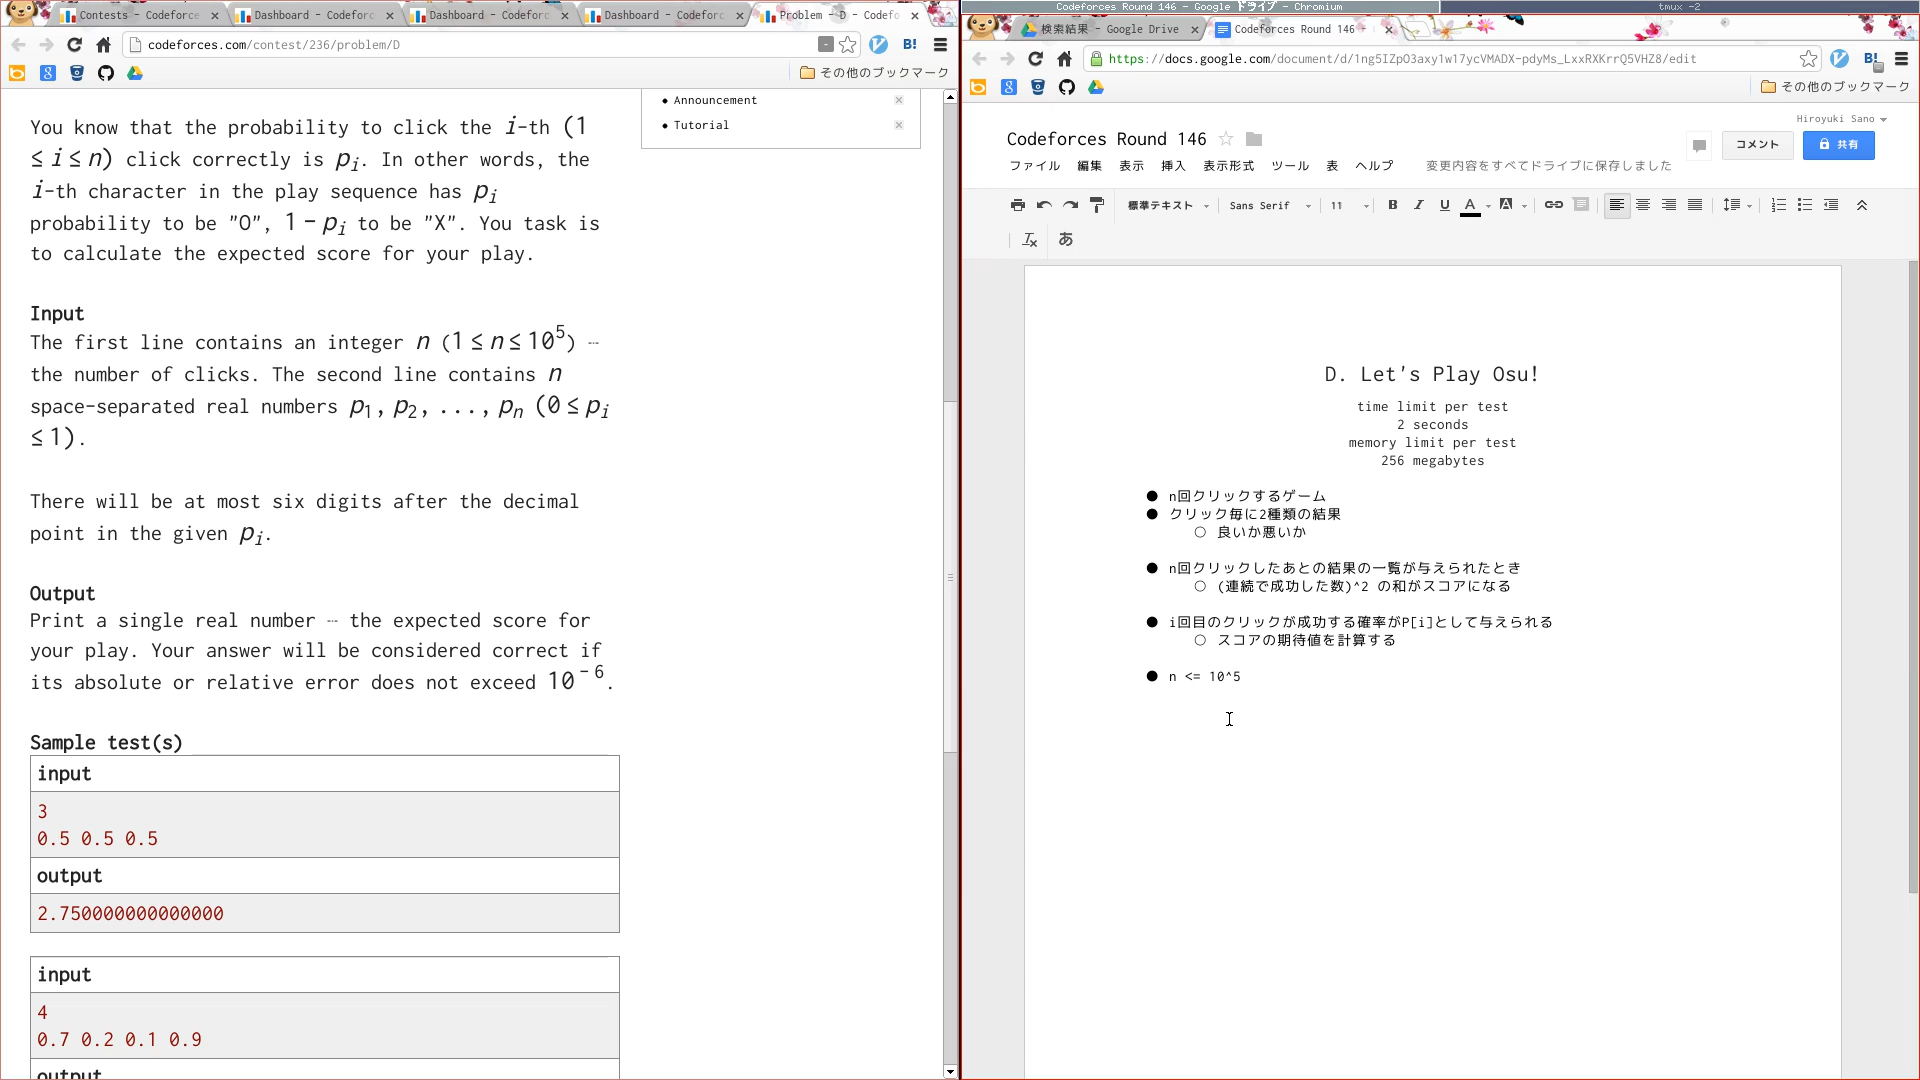 Contests - Codeforce
Dashboard - Codeforc
Dashboard - Codeforc
Dashboard - Codeforc
Problem - D - Codefo
codeforces.com/contest/236/problem/D
B!
その他のブックマーク
Announcement
Tutorial
You know that the probability to click the i-th (1
≤ i ≤ n) click correctly is pi. In other words, the
i-th character in the play sequence has pi
probability to be "O", 1 - pi to be "X". You task is
to calculate the expected score for your play.
Input
The first line contains an integer n (1 ≤ n ≤ 10^5) —
the number of clicks. The second line contains n
space-separated real numbers p1, p2, ..., pn (0 ≤ pi
≤ 1).
There will be at most six digits after the decimal
point in the given pi.
Output
Print a single real number — the expected score for
your play. Your answer will be considered correct if
its absolute or relative error does not exceed 10^-6.
Sample test(s)
input
3
0.5 0.5 0.5
output
2.750000000000000
input
4
0.7 0.2 0.1 0.9
output
Codeforces Round 146 - Google ドライブ - Chromium
tmux -2
検索結果 - Google Drive
Codeforces Round 146 -
https://docs.google.com/document/d/1ng5IZpO3axy1w17ycVMADX-pdyMs_LxxRXKrrQ5VHZ8/edit
B!
その他のブックマーク
Hiroyuki Sano
Codeforces Round 146
コメント
共有
ファイル 編集 表示 挿入 表示形式 ツール 表 ヘルプ 変更内容をすべてドライブに保存しました
標準テキスト Sans Serif 11 B I U A A
あ
D. Let's Play Osu!
time limit per test
2 seconds
memory limit per test
256 megabytes
● n回クリックするゲーム
● クリック毎に2種類の結果
○ 良いか悪いか
● n回クリックしたあとの結果の一覧が与えられたとき
○ (連続で成功した数)^2 の和がスコアになる
● i回目のクリックが成功する確率がP[i]として与えられる
○ スコアの期待値を計算する
● n <= 10^5